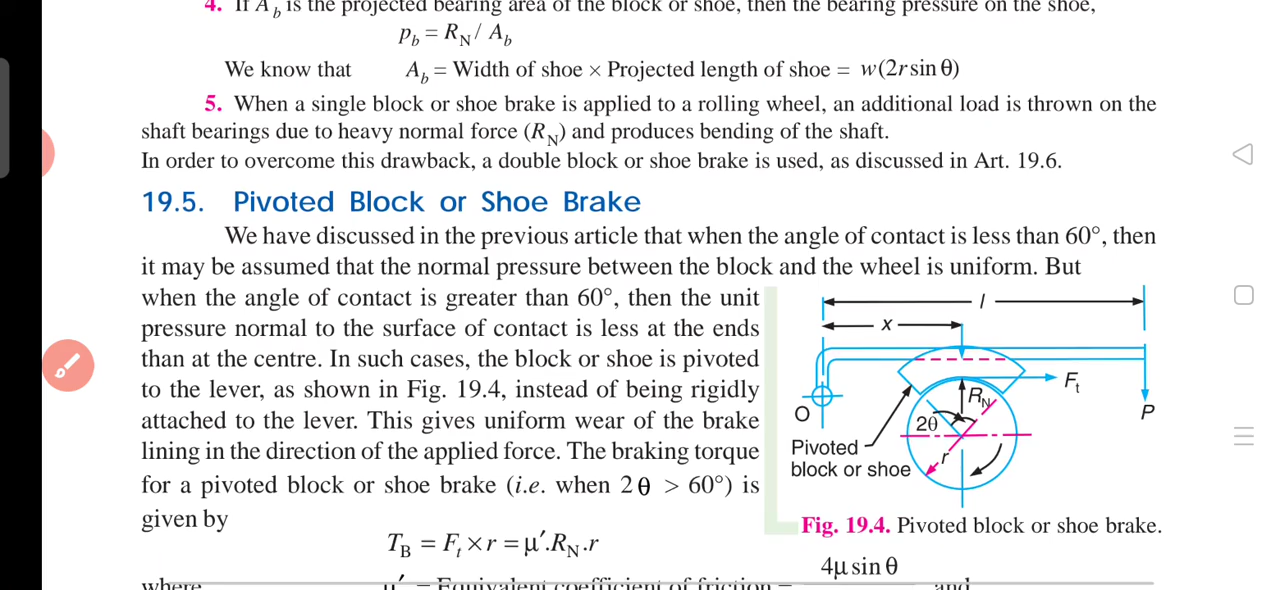 4. If A_b is the projected bearing area of the block or shoe, then the bearing pressure on the shoe,
p_b = R_N / A_b
We know that A_b = Width of shoe × Projected length of shoe = w(2r sin θ)
5. When a single block or shoe brake is applied to a rolling wheel, an additional load is thrown on the
shaft bearings due to heavy normal force (R_N) and produces bending of the shaft.
In order to overcome this drawback, a double block or shoe brake is used, as discussed in Art. 19.6.
19.5. Pivoted Block or Shoe Brake
We have discussed in the previous article that when the angle of contact is less than 60°, then
it may be assumed that the normal pressure between the block and the wheel is uniform. But
when the angle of contact is greater than 60°, then the unit
pressure normal to the surface of contact is less at the ends
than at the centre. In such cases, the block or shoe is pivoted
to the lever, as shown in Fig. 19.4, instead of being rigidly
attached to the lever. This gives uniform wear of the brake
lining in the direction of the applied force. The braking torque
for a pivoted block or shoe brake (i.e. when 2θ > 60°) is
given by
l
x
F_t
R_N
O
P
2θ
r
Pivoted
block or shoe
Fig. 19.4. Pivoted block or shoe brake.
T_B = F_t × r = μ′.R_N.r
4μ sin θ
where μ′ = Equivalent coefficient of friction = and